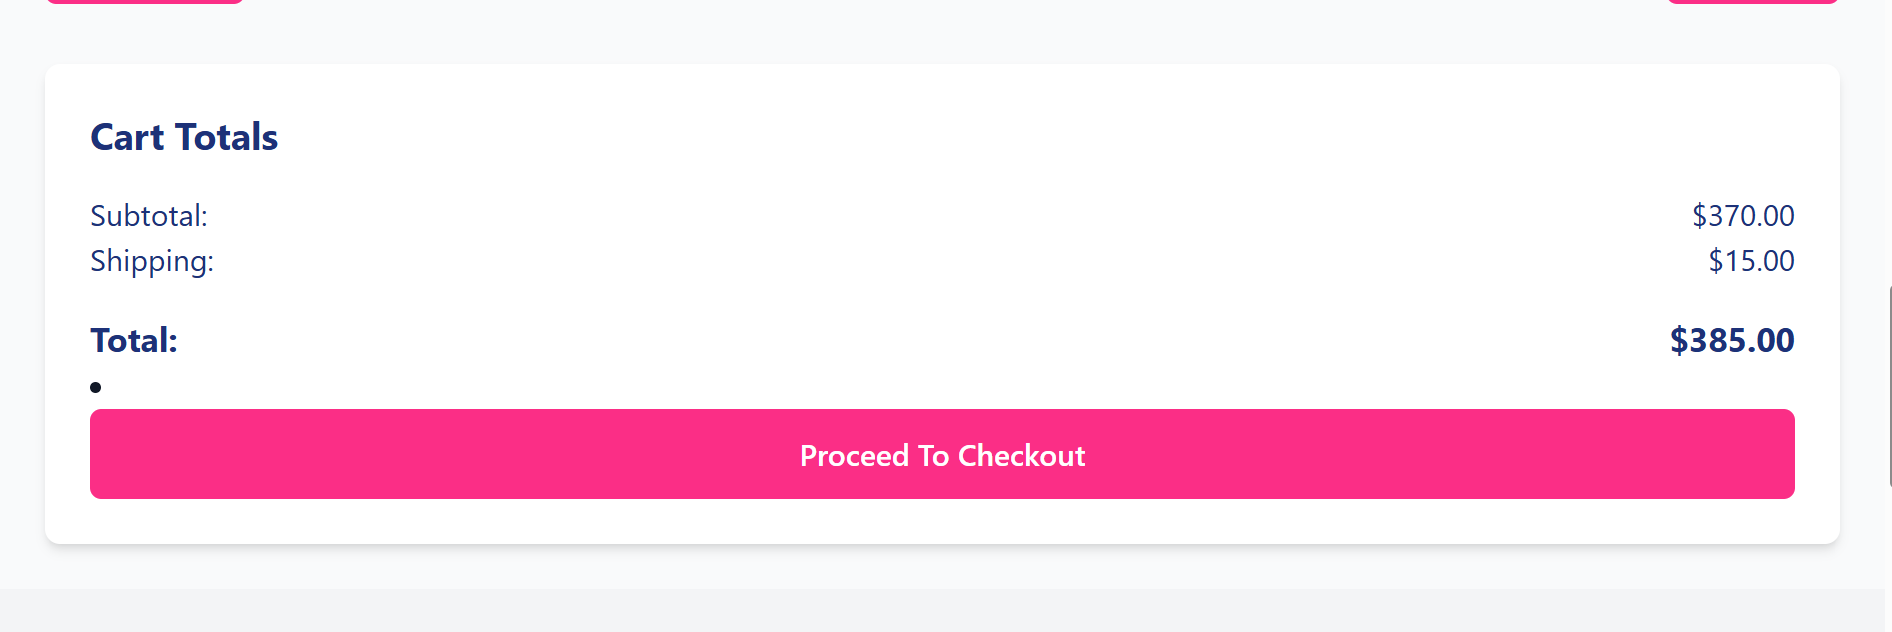 Cart Totals
Subtotal: $370.00
Shipping: $15.00
Total: $385.00
Proceed To Checkout